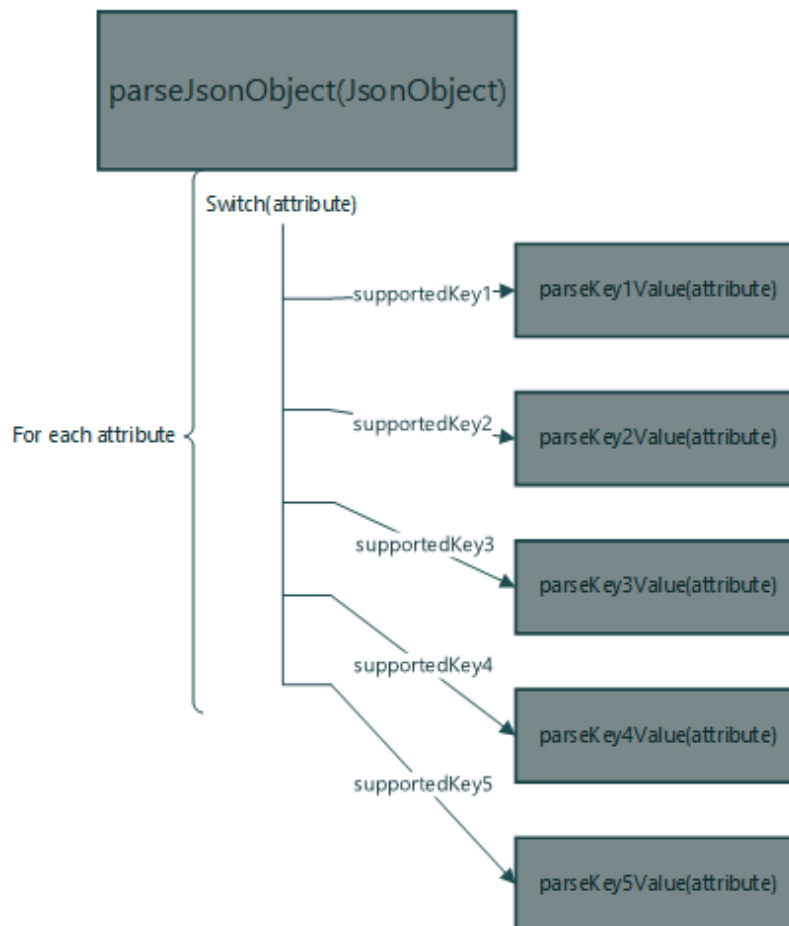 parseJsonObject(JsonObject)
Switch(attribute)
supportedKey1
parseKey1Value(attribute)
supportedKey2
parseKey2Value(attribute)
For each attribute
supportedKey3
parseKey3Value(attribute)
supportedKey4
parseKey4Value(attribute)
supportedKey5
parseKey5Value(attribute)